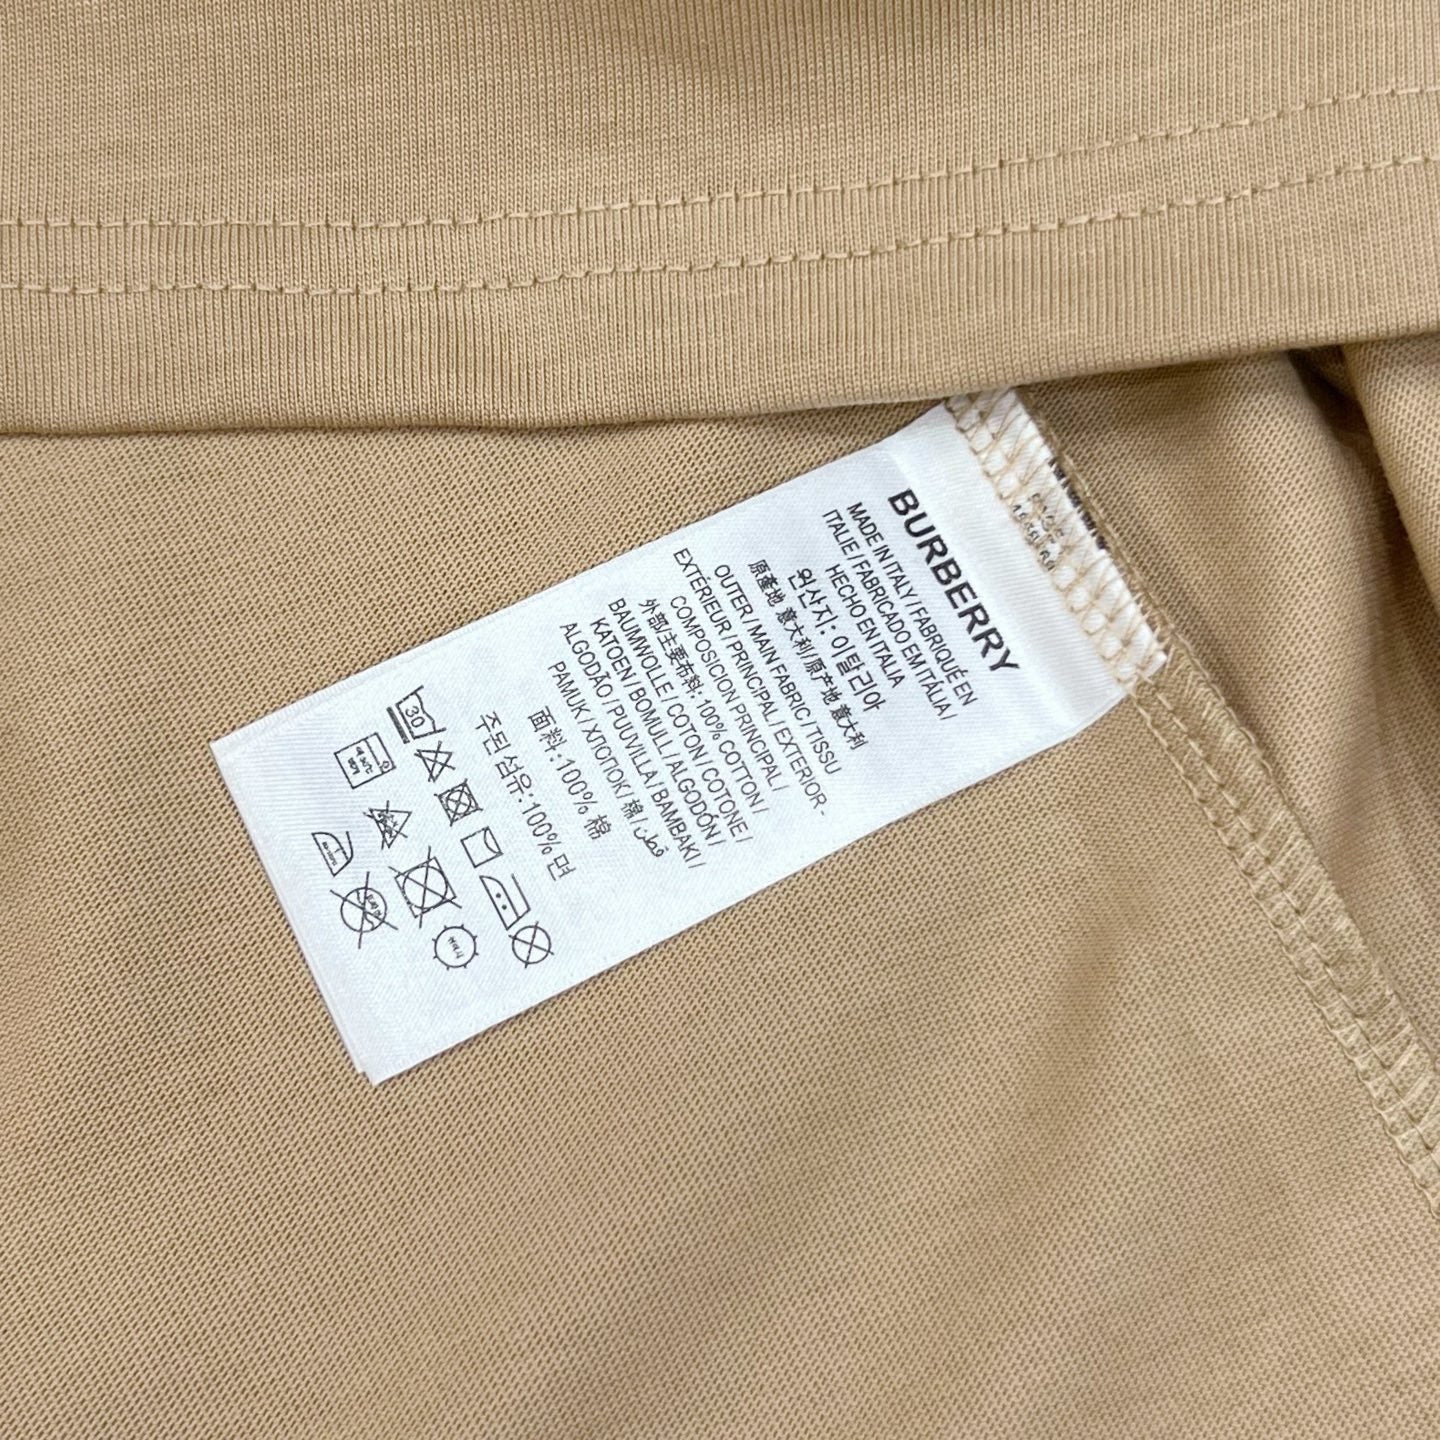 BURBERRY
MADE IN ITALY / FABRIQUÉ EN
ITALIE / FABRICADO EM ITÁLIA /
HECHO EN ITALIA
원산지: 이탈리아
原產地 意大利/原产地 意大利
OUTER / MAIN FABRIC / TISSU
EXTÉRIEUR / PRINCIPAL / EXTERIOR-
COMPOSICION PRINCIPAL /
外部/主要布料: 100% COTTON /
BAUMWOLLE / COTON / COTONE /
KATOEN / BOMULL / ALGODÓN /
ALGODÃO / PUUVILLA / BAMBAKI /
PAMUK / ХЛОПОК / 棉 / قطن
面料:100% 棉
주된섬유:100% 면
30